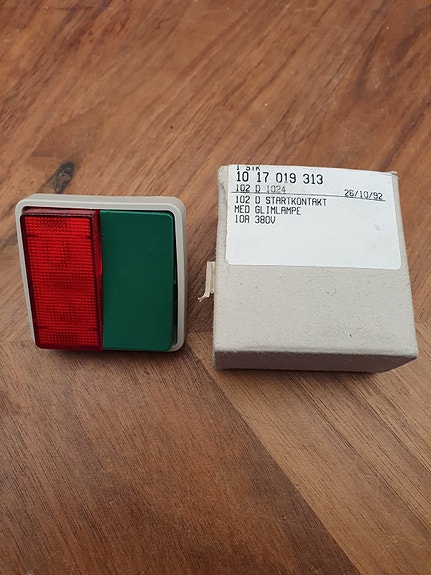 1 STK
10 17 019 313
102 D 1024 26/10/92
102 D STARTKONTAKT
MED GLIMLAMPE
10A 380V